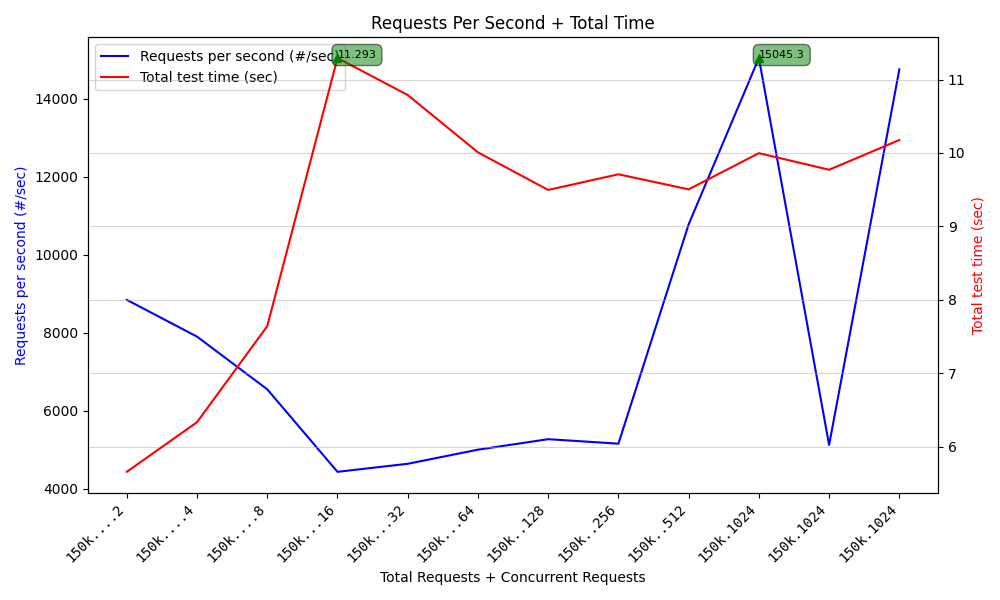 Requests Per Second + Total Time
Requests per second (#/sec)
Total test time (sec)
11.293
15045.3
14000
12000
10000
8000
6000
4000
Requests per second (#/sec)
11
10
9
8
7
6
Total test time (sec)
150k....2
150k....4
150k....8
150k...16
150k...32
150k...64
150k..128
150k..256
150k..512
150k.1024
150k.1024
150k.1024
Total Requests + Concurrent Requests